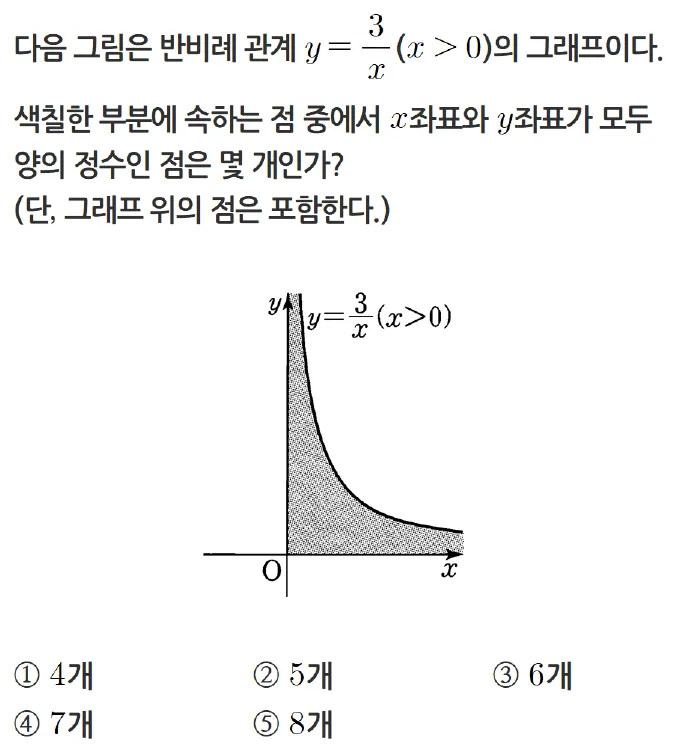 다음 그림은 반비례 관계 y = 3/x (x > 0)의 그래프이다.
색칠한 부분에 속하는 점 중에서 x좌표와 y좌표가 모두
양의 정수인 점은 몇 개인가?
(단, 그래프 위의 점은 포함한다.)
y
y=3/x(x>0)
O
x
① 4개 ② 5개 ③ 6개
④ 7개 ⑤ 8개